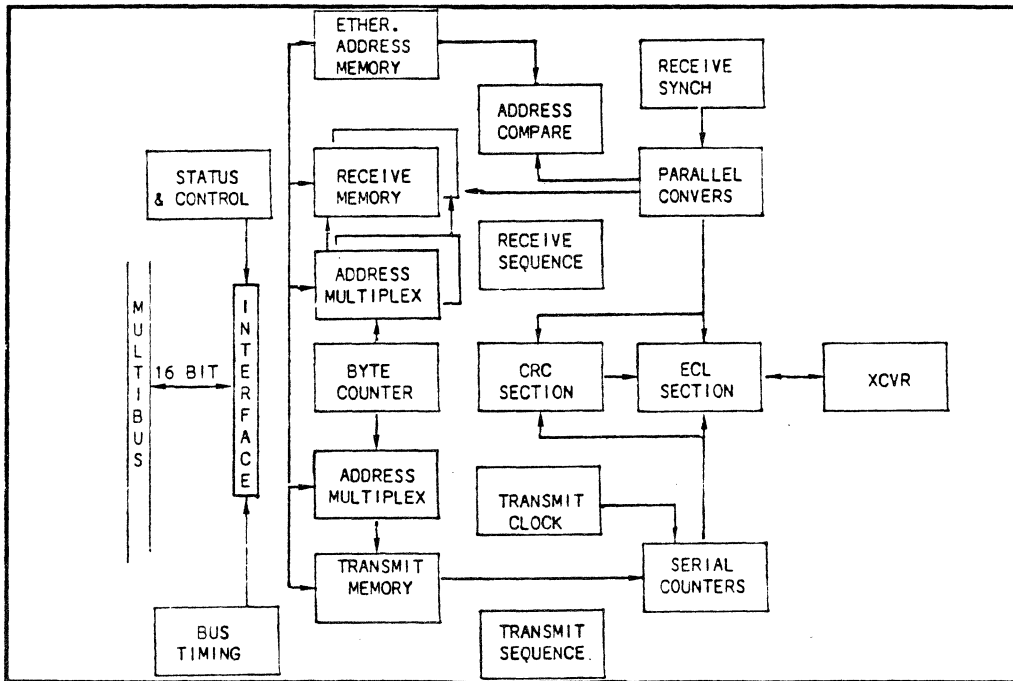 ETHER.
ADDRESS
MEMORY
RECEIVE
SYNCH
ADDRESS
COMPARE
STATUS
& CONTROL
RECEIVE
MEMORY
PARALLEL
CONVERS
RECEIVE
SEQUENCE
ADDRESS
MULTIPLEX
MULTIBUS
16 BIT
INTERFACE
BYTE
COUNTER
CRC
SECTION
ECL
SECTION
XCVR
ADDRESS
MULTIPLEX
TRANSMIT
CLOCK
TRANSMIT
MEMORY
SERIAL
COUNTERS
BUS
TIMING
TRANSMIT
SEQUENCE.